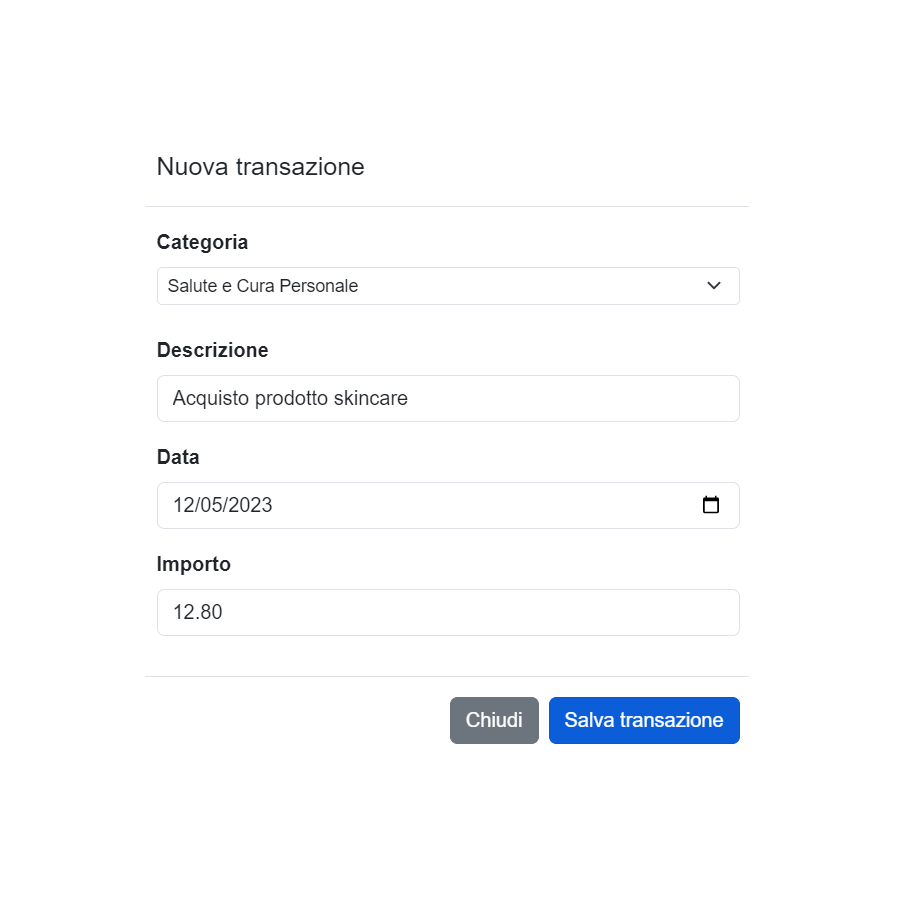 Nuova transazione
Categoria
Salute e Cura Personale
Descrizione
Acquisto prodotto skincare
Data
12/05/2023
Importo
12.80
Chiudi
Salva transazione